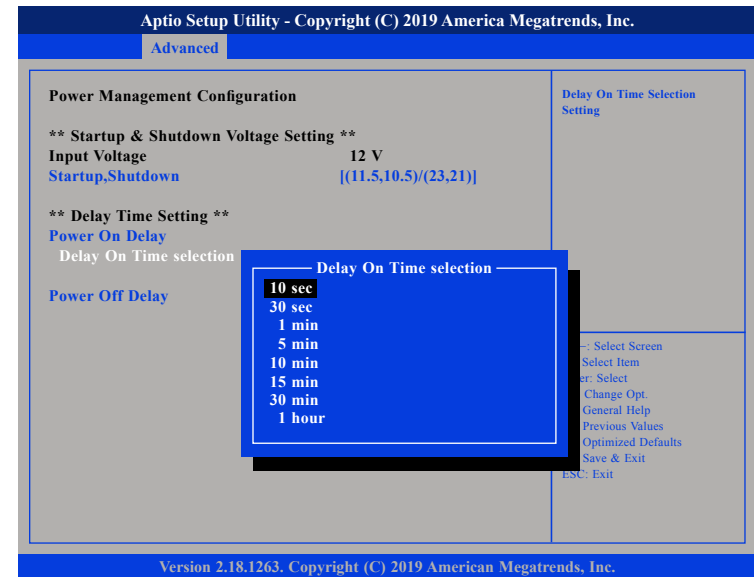 Aptio Setup Utility - Copyright (C) 2019 America Megatrends, Inc.
Advanced
Power Management Configuration
** Startup & Shutdown Voltage Setting **
Input Voltage 12 V
Startup,Shutdown [(11.5,10.5)/(23,21)]
** Delay Time Setting **
Power On Delay
Delay On Time selection
Power Off Delay
Delay On Time selection
10 sec
30 sec
1 min
5 min
10 min
15 min
30 min
1 hour
Delay On Time Selection
Setting
: Select Screen
Select Item
: Select
Change Opt.
General Help
Previous Values
Optimized Defaults
Save & Exit
ESC: Exit
Version 2.18.1263. Copyright (C) 2019 American Megatrends, Inc.